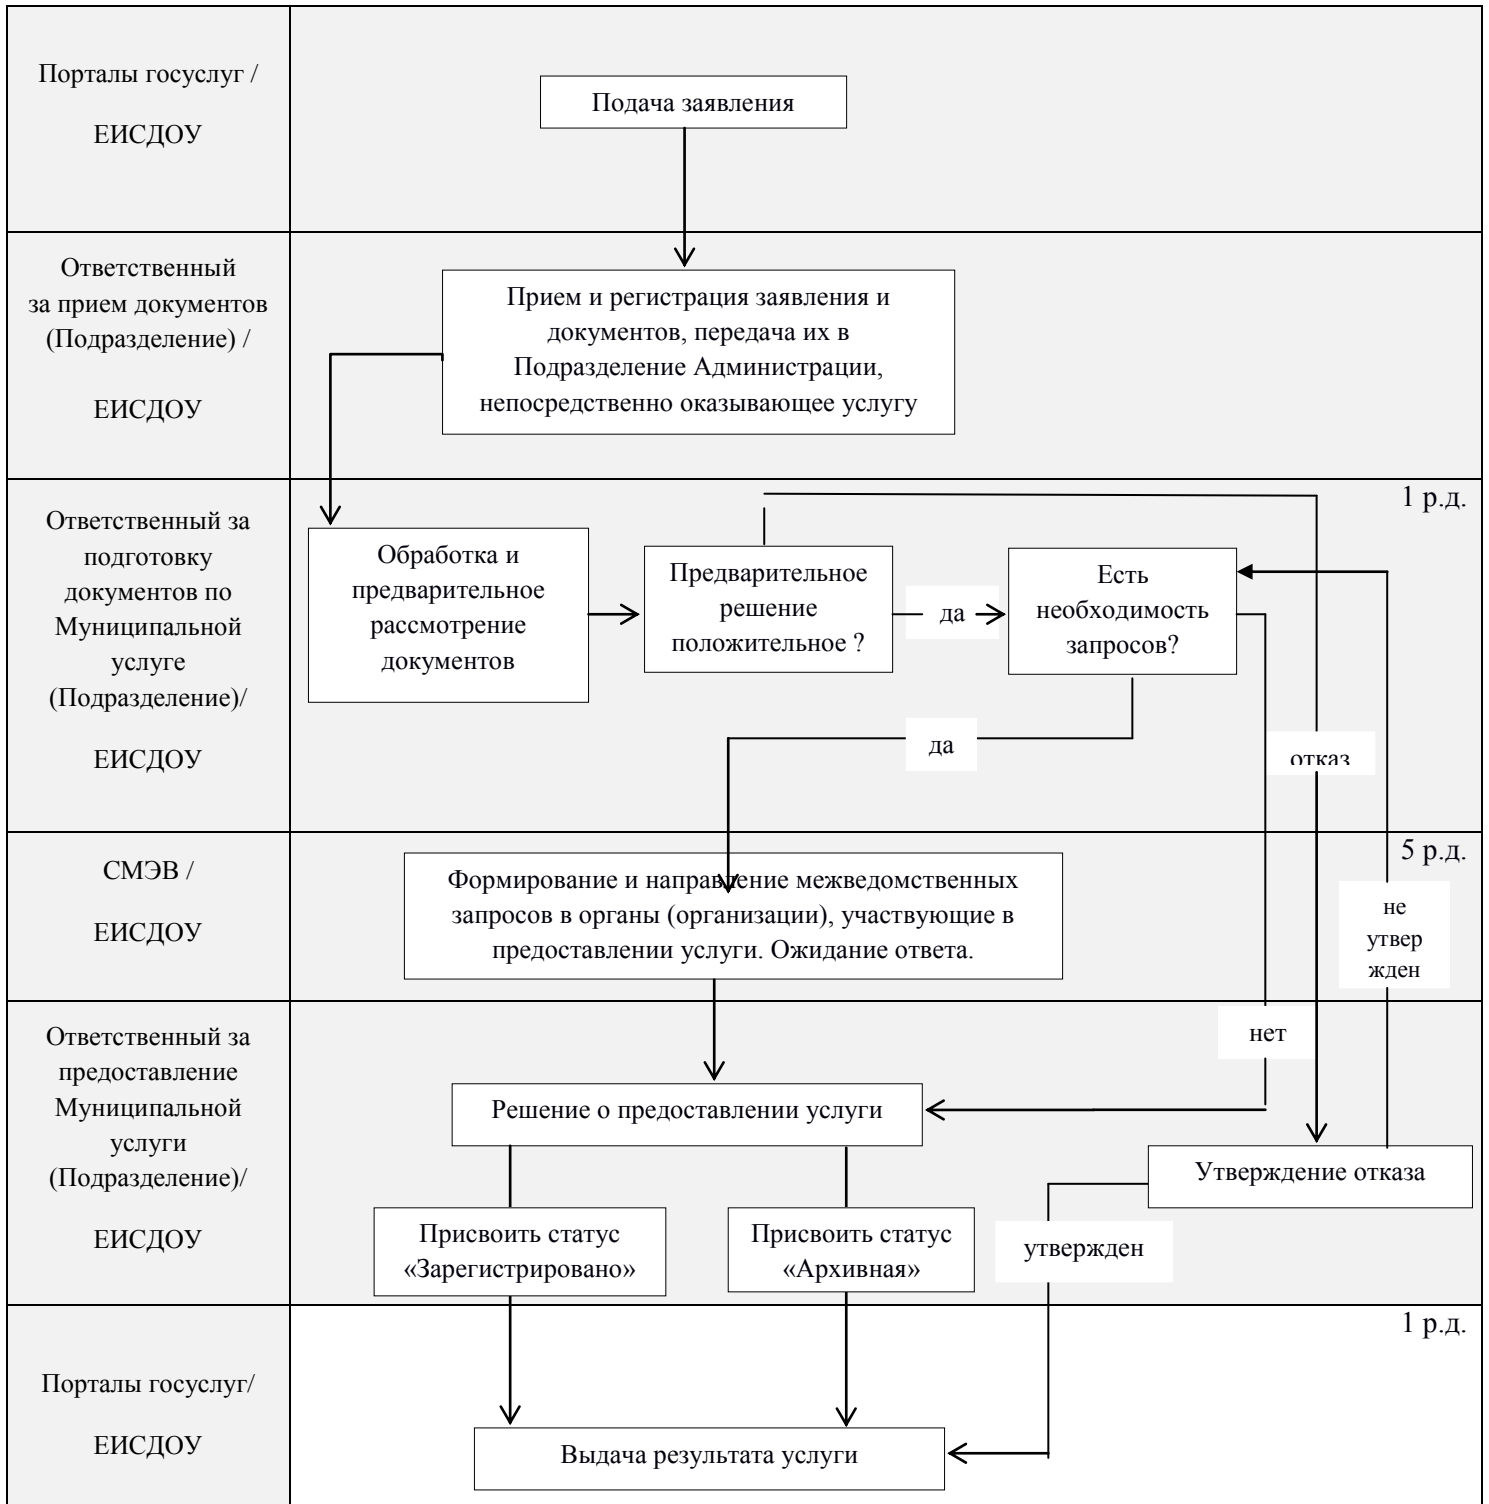 Порталы госуслуг /
ЕИСДОУ
Подача заявления
Ответственный
за прием документов
(Подразделение) /
ЕИСДОУ
Прием и регистрация заявления и
документов, передача их в
Подразделение Администрации,
непосредственно оказывающее услугу
1 р.д.
Ответственный за
подготовку
документов по
Муниципальной
услуге
(Подразделение)/
ЕИСДОУ
Обработка и
предварительное
рассмотрение
документов
Предварительное
решение
положительное ?
да
Есть
необходимость
запросов?
да
отказ
5 р.д.
СМЭВ /
ЕИСДОУ
Формирование и направление межведомственных
запросов в органы (организации), участвующие в
предоставлении услуги. Ожидание ответа.
не
утвер
жден
Ответственный за
предоставление
Муниципальной
услуги
(Подразделение)/
ЕИСДОУ
нет
Решение о предоставлении услуги
Утверждение отказа
Присвоить статус
«Зарегистрировано»
Присвоить статус
«Архивная»
утвержден
1 р.д.
Порталы госуслуг/
ЕИСДОУ
Выдача результата услуги